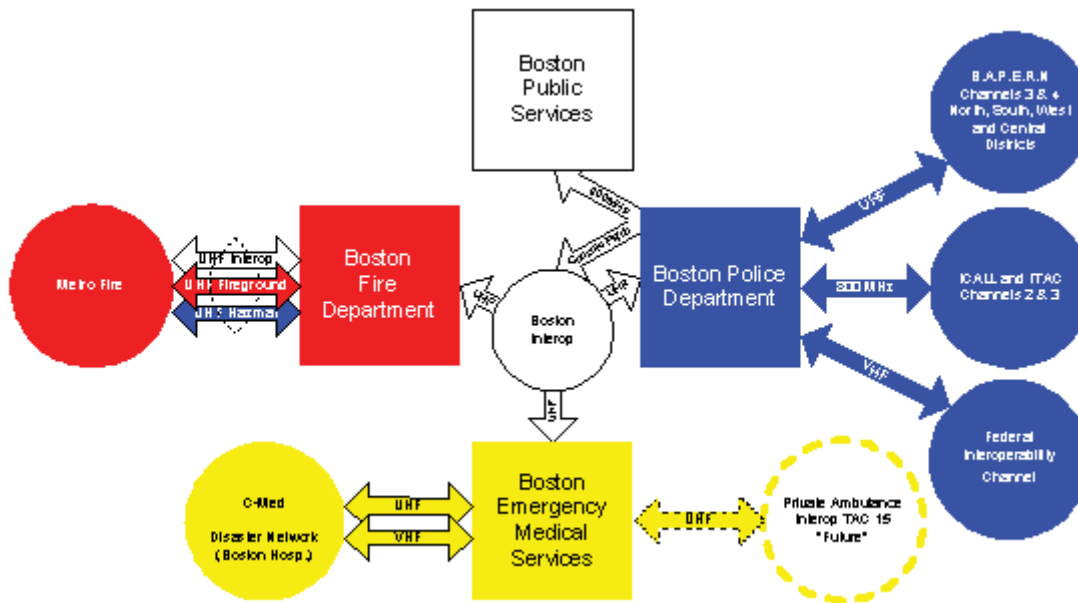 Boston
Public
Services
B.A.P.E.R.N
Channels 3 & 4
North, South, West
and Central
Districts
UHF
800MHz
Boston
Fire
Department
Metro Fire
UHF Interop
UHF Fireground
Boston Police
Department
UHF
UHF
Boston
Interop
800 MHz
ICALL and ITAC
Channels 2 & 3
VHF
UHF
Federal
Interoperability
Channel
C-Med
Disaster Network
(Boston Hosp.)
UHF
VHF
Boston
Emergency
Medical
Services
UHF
Private Ambulance
Interop TAC 15
"Future"